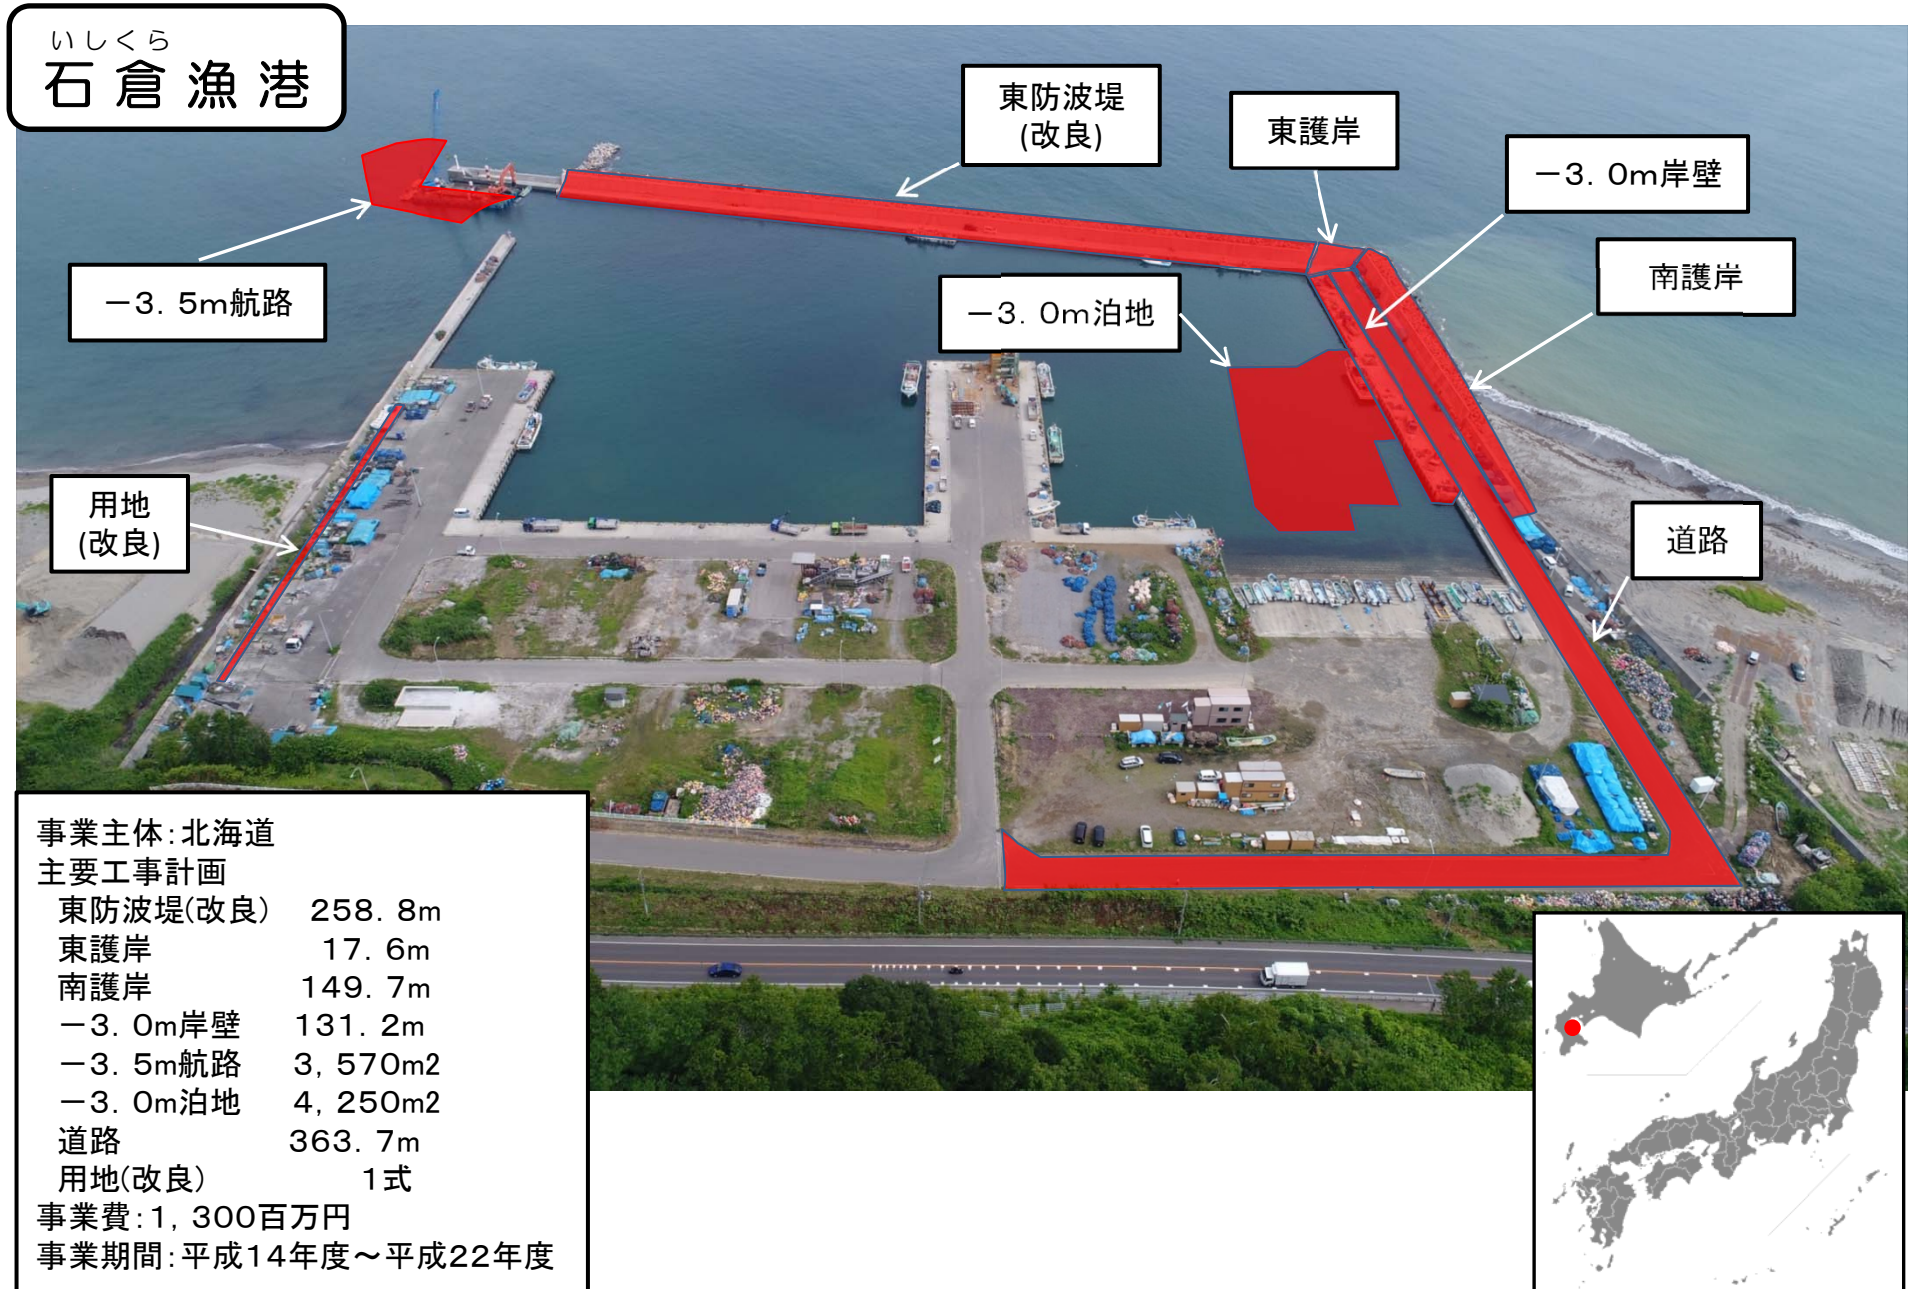 いしくら
石倉漁港
東防波堤
(改良)
東護岸
－3．0m岸壁
南護岸
－3．5m航路
－3．0m泊地
用地
(改良)
道路
事業主体：北海道
主要工事計画
東防波堤(改良) 258．8m
東護岸 17．6m
南護岸 149．7m
－3．0m岸壁 131．2m
－3．5m航路 3，570m2
－3．0m泊地 4，250m2
道路 363．7m
用地(改良) 1式
事業費：1，300百万円
事業期間：平成14年度～平成22年度